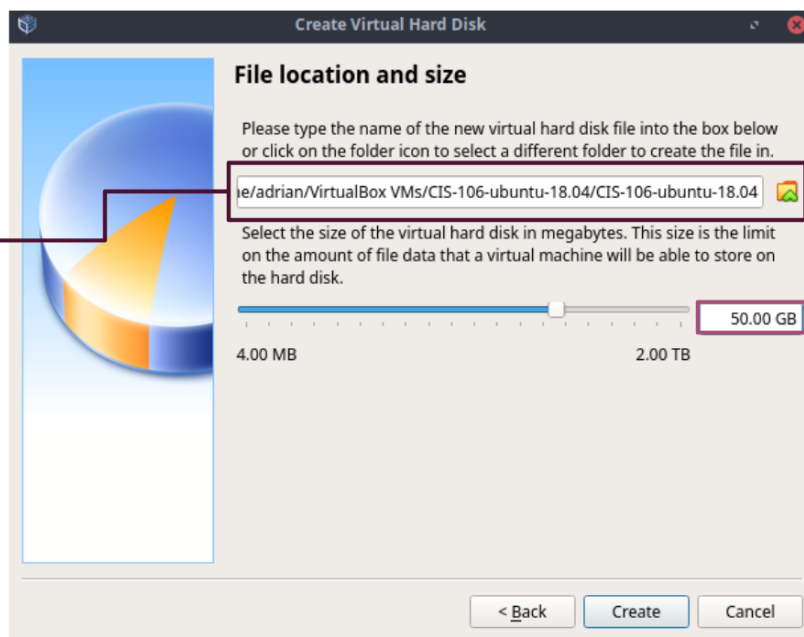 Create Virtual Hard Disk
File location and size
Please type the name of the new virtual hard disk file into the box below
or click on the folder icon to select a different folder to create the file in.
ıe/adrian/VirtualBox VMs/CIS-106-ubuntu-18.04/CIS-106-ubuntu-18.04
Select the size of the virtual hard disk in megabytes. This size is the limit
on the amount of file data that a virtual machine will be able to store on
the hard disk.
50.00 GB
4.00 MB 2.00 TB
< Back Create Cancel